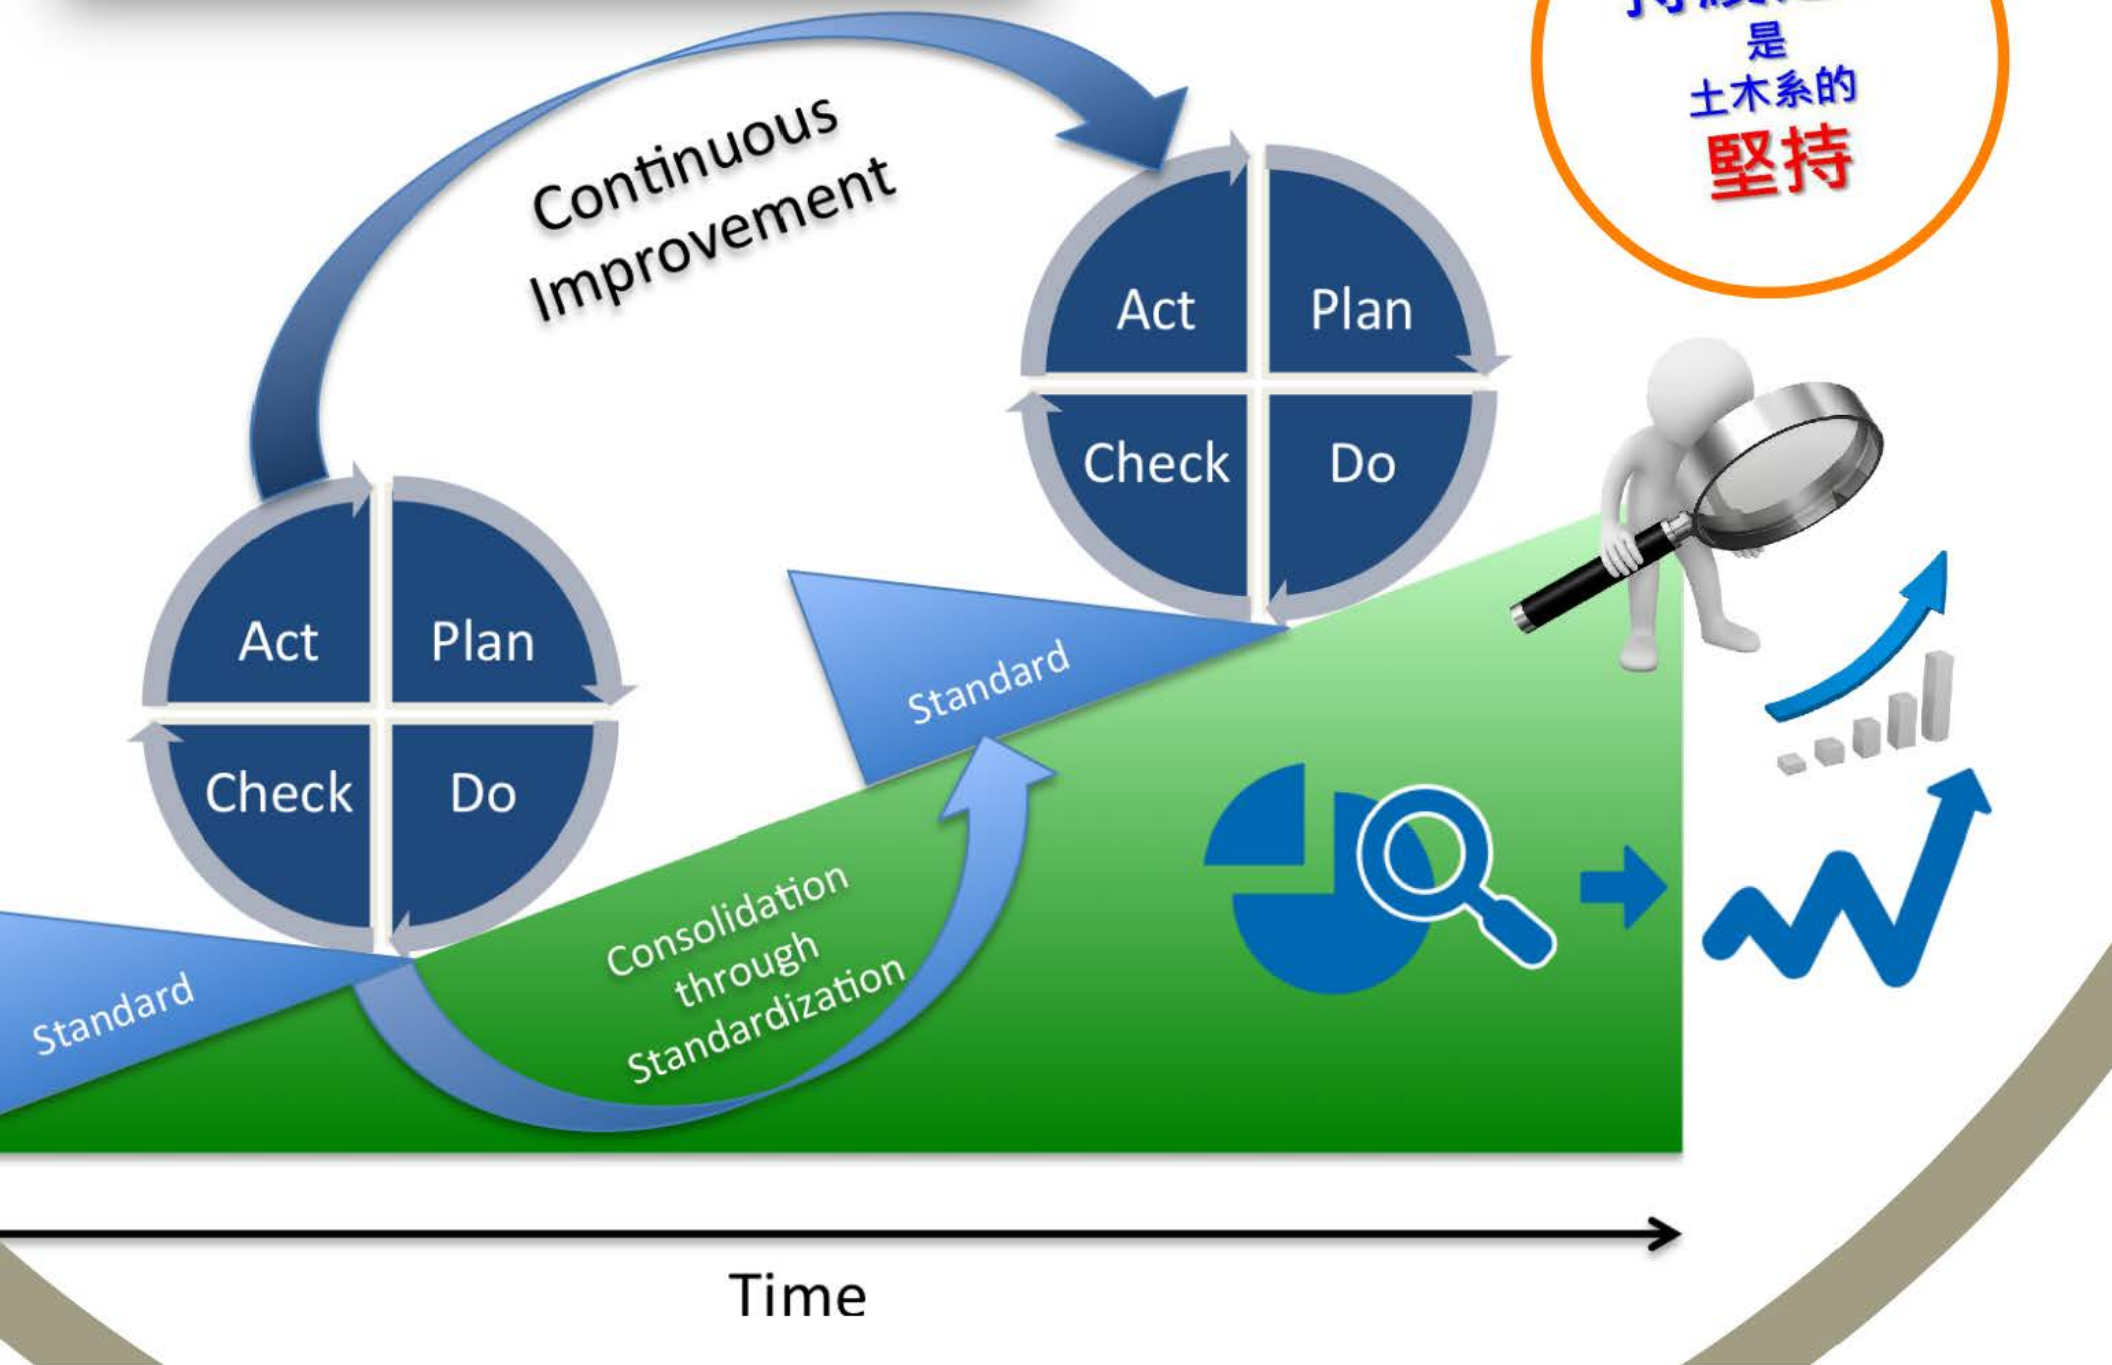 是
土木系的
堅持
Continuous
Improvement
Act
Plan
Check
Do
Act
Plan
Check
Do
Standard
Standard
Consolidation
through
Standardization
Time